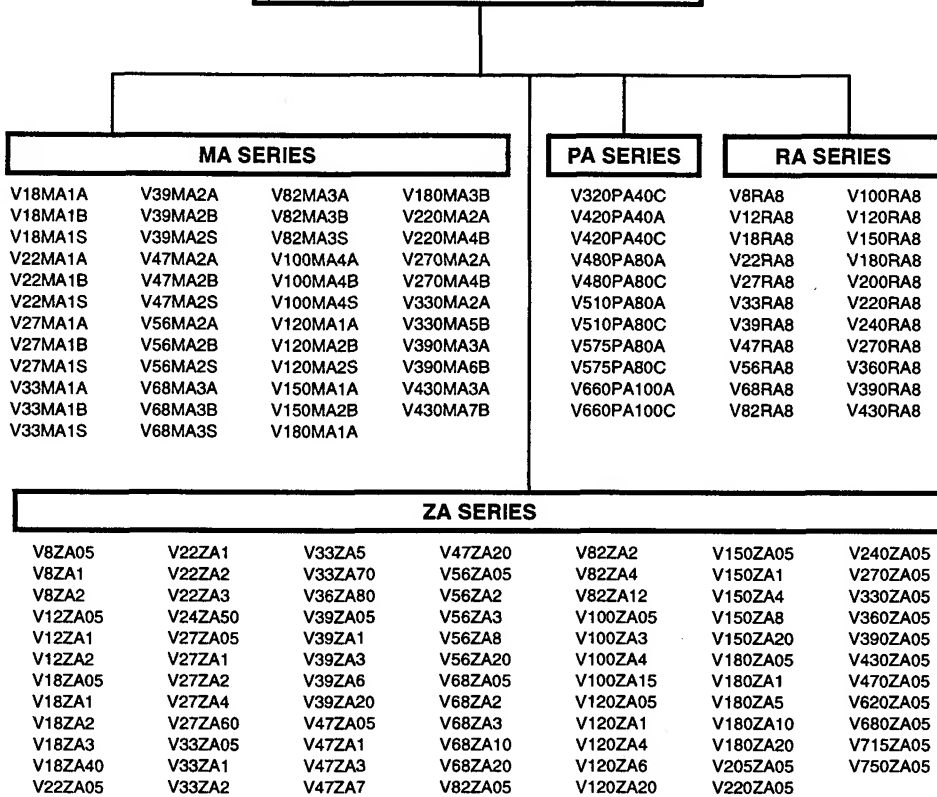 MA SERIES
V18MA1A V39MA2A V82MA3A V180MA3B
V18MA1B V39MA2B V82MA3B V220MA2A
V18MA1S V39MA2S V82MA3S V220MA4B
V22MA1A V47MA2A V100MA4A V270MA2A
V22MA1B V47MA2B V100MA4B V270MA4B
V22MA1S V47MA2S V100MA4S V330MA2A
V27MA1A V56MA2A V120MA1A V330MA5B
V27MA1B V56MA2B V120MA2B V390MA3A
V27MA1S V56MA2S V120MA2S V390MA6B
V33MA1A V68MA3A V150MA1A V430MA3A
V33MA1B V68MA3B V150MA2B V430MA7B
V33MA1S V68MA3S V180MA1A
PA SERIES
V320PA40C
V420PA40A
V420PA40C
V480PA80A
V480PA80C
V510PA80A
V510PA80C
V575PA80A
V575PA80C
V660PA100A
V660PA100C
RA SERIES
V8RA8 V100RA8
V12RA8 V120RA8
V18RA8 V150RA8
V22RA8 V180RA8
V27RA8 V200RA8
V33RA8 V220RA8
V39RA8 V240RA8
V47RA8 V270RA8
V56RA8 V360RA8
V68RA8 V390RA8
V82RA8 V430RA8
ZA SERIES
V8ZA05 V22ZA1 V33ZA5 V47ZA20 V82ZA2 V150ZA05 V240ZA05
V8ZA1 V22ZA2 V33ZA70 V56ZA05 V82ZA4 V150ZA1 V270ZA05
V8ZA2 V22ZA3 V36ZA80 V56ZA2 V82ZA12 V150ZA4 V330ZA05
V12ZA05 V24ZA50 V39ZA05 V56ZA3 V100ZA05 V150ZA8 V360ZA05
V12ZA1 V27ZA05 V39ZA1 V56ZA8 V100ZA3 V150ZA20 V390ZA05
V12ZA2 V27ZA1 V39ZA3 V56ZA20 V100ZA4 V180ZA05 V430ZA05
V18ZA05 V27ZA2 V39ZA6 V68ZA05 V100ZA15 V180ZA1 V470ZA05
V18ZA1 V27ZA4 V39ZA20 V68ZA2 V120ZA05 V180ZA5 V620ZA05
V18ZA2 V27ZA60 V47ZA05 V68ZA3 V120ZA1 V180ZA10 V680ZA05
V18ZA3 V33ZA05 V47ZA1 V68ZA10 V120ZA4 V180ZA20 V715ZA05
V18ZA40 V33ZA1 V47ZA3 V68ZA20 V120ZA6 V205ZA05 V750ZA05
V22ZA05 V33ZA2 V47ZA7 V82ZA05 V120ZA20 V220ZA05